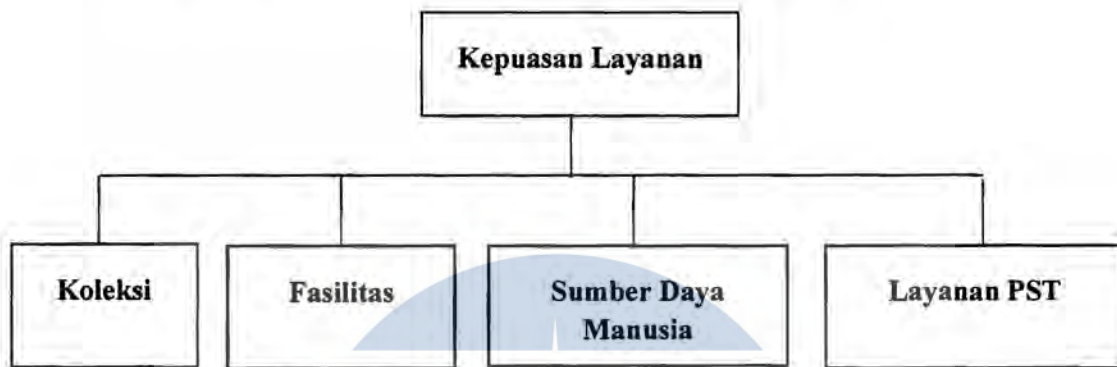 Kepuasan Layanan
Koleksi
Fasilitas
Sumber Daya
Manusia
Layanan PST